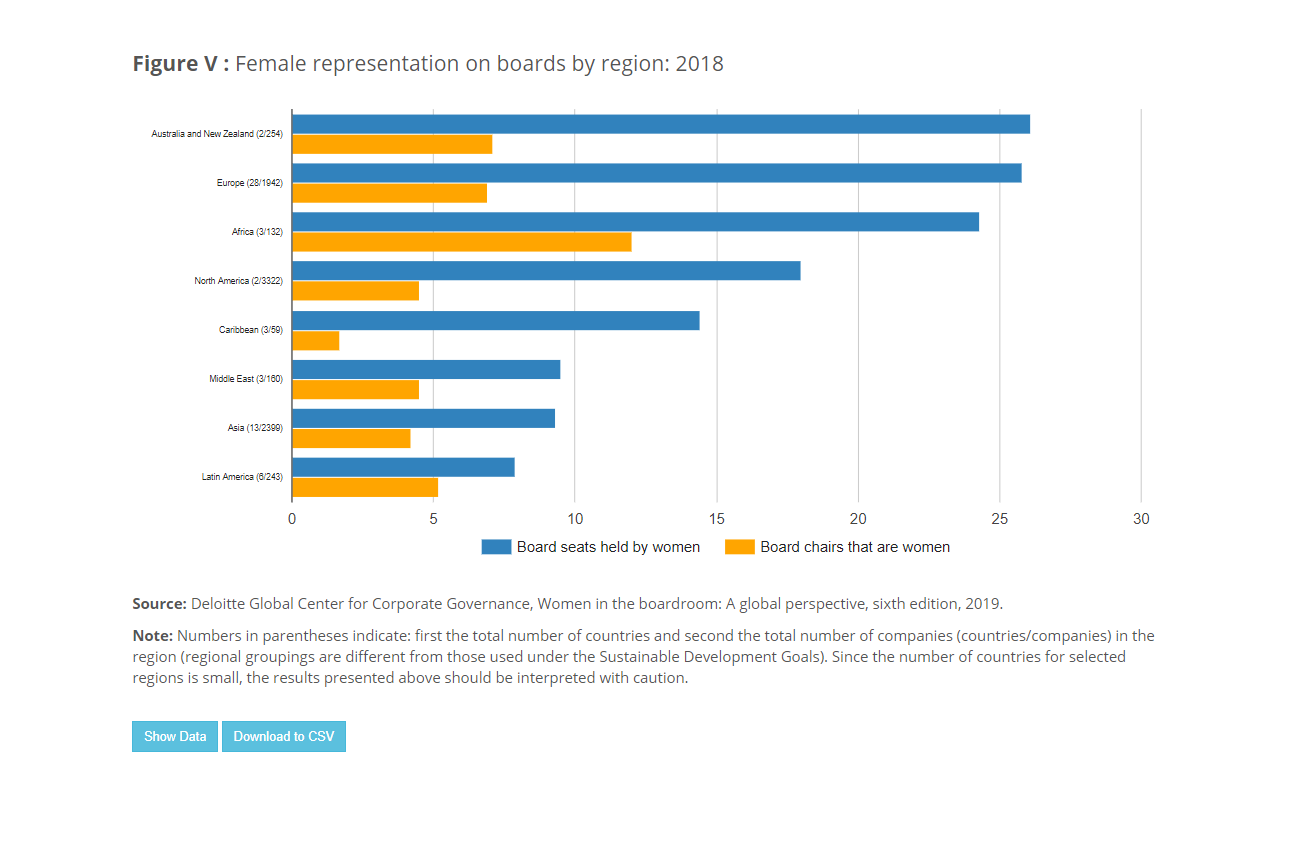 Figure V : Female representation on boards by region: 2018
Australia and New Zealand (2/254)
Europe (28/1942)
Africa (3/132)
North America (2/3322)
Caribbean (3/59)
Middle East (3/160)
Asia (13/2399)
Latin America (6/243)
0 5 10 15 20 25 30
Board seats held by women Board chairs that are women
Source: Deloitte Global Center for Corporate Governance, Women in the boardroom: A global perspective, sixth edition, 2019.
Note: Numbers in parentheses indicate: first the total number of countries and second the total number of companies (countries/companies) in the
region (regional groupings are different from those used under the Sustainable Development Goals). Since the number of countries for selected
regions is small, the results presented above should be interpreted with caution.
Show Data Download to CSV